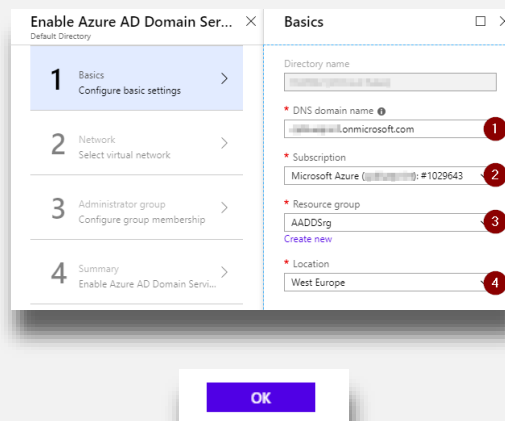 Enable Azure AD Domain Ser...
Default Directory
1
Basics
Configure basic settings
2
Network
Select virtual network
3
Administrator group
Configure group membership
4
Summary
Enable Azure AD Domain Servi...
Basics
Directory name
* DNS domain name
.onmicrosoft.com
1
* Subscription
Microsoft Azure ( ): #1029643
2
* Resource group
AADDSrg
3
Create new
* Location
West Europe
4
OK